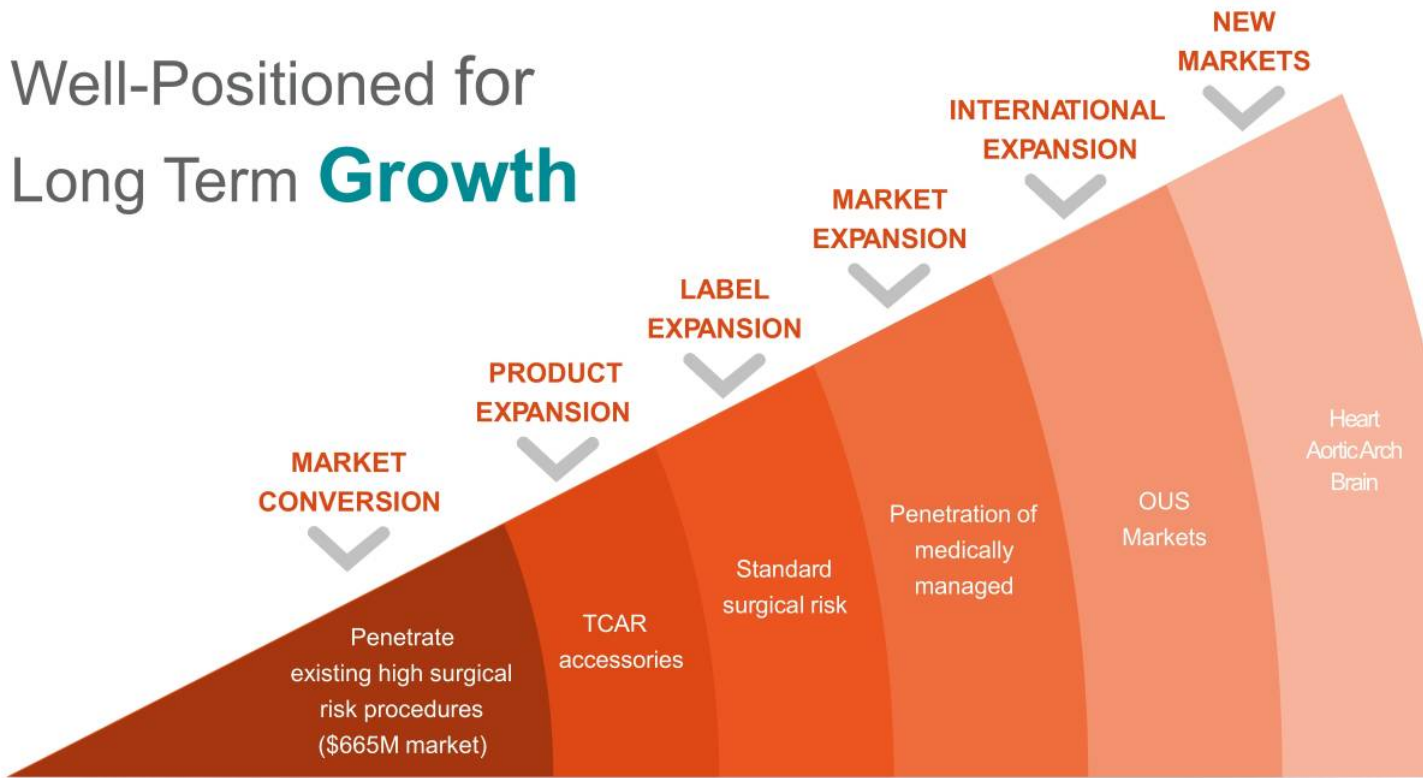 Well-Positioned for
Long Term Growth
MARKET
CONVERSION
Penetrate
existing high surgical
risk procedures
($665M market)
PRODUCT
EXPANSION
TCAR
accessories
LABEL
EXPANSION
Standard
surgical risk
MARKET
EXPANSION
Penetration of
medically
managed
INTERNATIONAL
EXPANSION
OUS
Markets
NEW
MARKETS
Heart
Aortic Arch
Brain